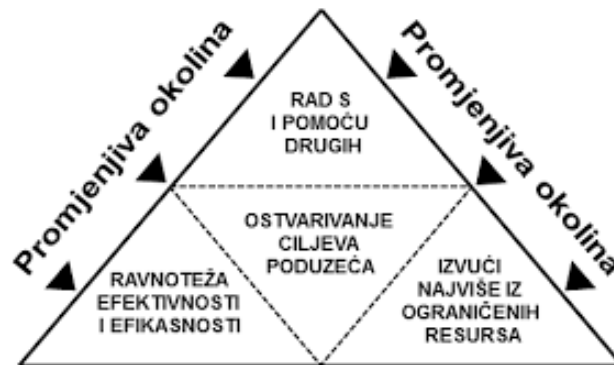 Promjenjiva okolina
Promjenjiva okolina
RAD S
I POMOĆU
DRUGIH
OSTVARIVANJE
CILJEVA
PODUZEĆA
RAVNOTEŽA
EFEKTIVNOSTI
I EFIKASNOSTI
IZVUĆI
NAJVIŠE IZ
OGRANIČENIH
RESURSA